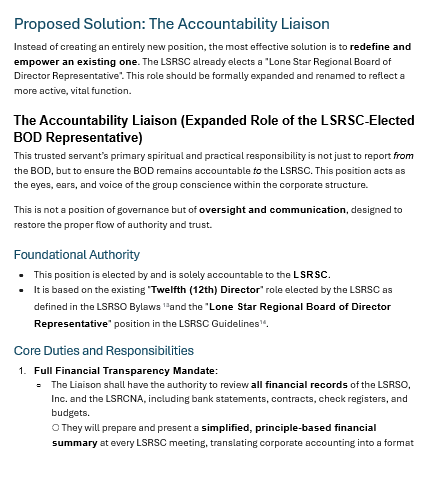 Proposed Solution: The Accountability Liaison
Instead of creating an entirely new position, the most effective solution is to redefine and
empower an existing one. The LSRSC already elects a "Lone Star Regional Board of
Director Representative". This role should be formally expanded and renamed to reflect a
more active, vital function.
The Accountability Liaison (Expanded Role of the LSRSC-Elected
BOD Representative)
This trusted servant's primary spiritual and practical responsibility is not just to report from
the BOD, but to ensure the BOD remains accountable to the LSRSC. This position acts as
the eyes, ears, and voice of the group conscience within the corporate structure.
This is not a position of governance but of oversight and communication, designed to
restore the proper flow of authority and trust.
Foundational Authority
• This position is elected by and is solely accountable to the LSRSC.
• It is based on the existing "Twelfth (12th) Director" role elected by the LSRSC as
defined in the LSRSO Bylaws ¹³and the "Lone Star Regional Board of Director
Representative" position in the LSRSC Guidelines¹⁴.
Core Duties and Responsibilities
1. Full Financial Transparency Mandate:
▫ The Liaison shall have the authority to review all financial records of the LSRSO,
Inc. and the LSRCNA, including bank statements, contracts, check registers, and
budgets.
○ They will prepare and present a simplified, principle-based financial
summary at every LSRSC meeting, translating corporate accounting into a format